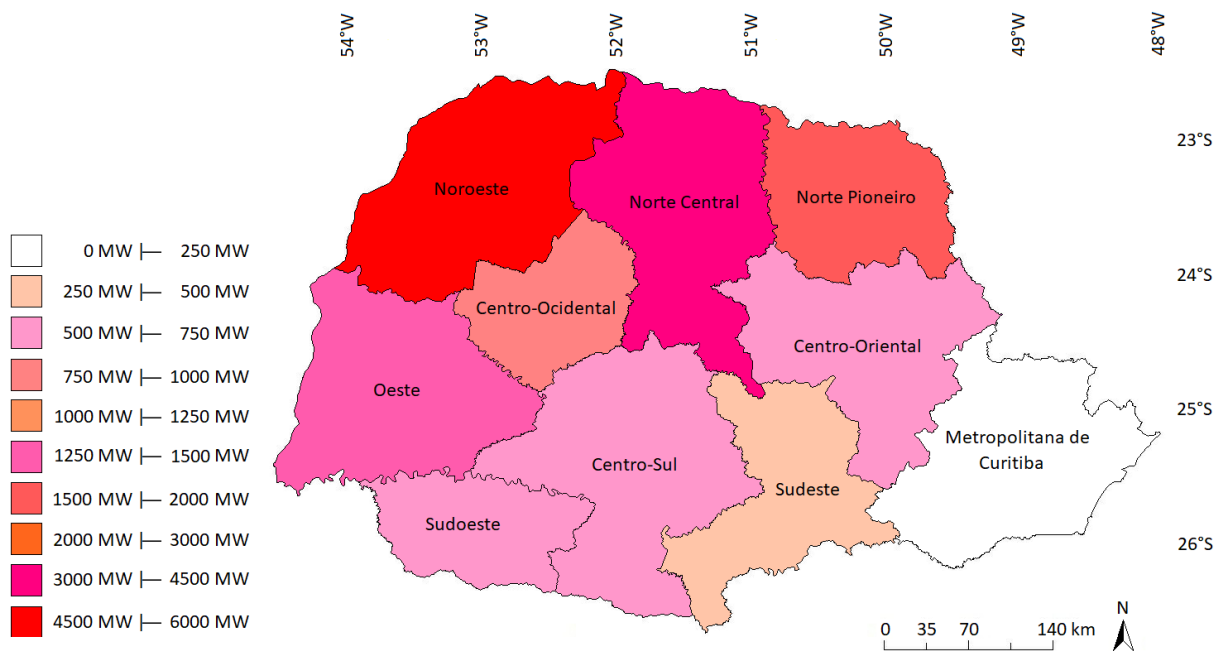 54°W
53°W
52°W
51°W
50°W
49°W
48°W
23°S
24°S
25°S
26°S
Noroeste
Norte Central
Norte Pioneiro
Centro-Ocidental
Centro-Oriental
Oeste
Metropolitana de
Curitiba
Centro-Sul
Sudeste
Sudoeste
0 MW |— 250 MW
250 MW |— 500 MW
500 MW |— 750 MW
750 MW |— 1000 MW
1000 MW |— 1250 MW
1250 MW |— 1500 MW
1500 MW |— 2000 MW
2000 MW |— 3000 MW
3000 MW |— 4500 MW
4500 MW |— 6000 MW
N
0 35 70 140 km